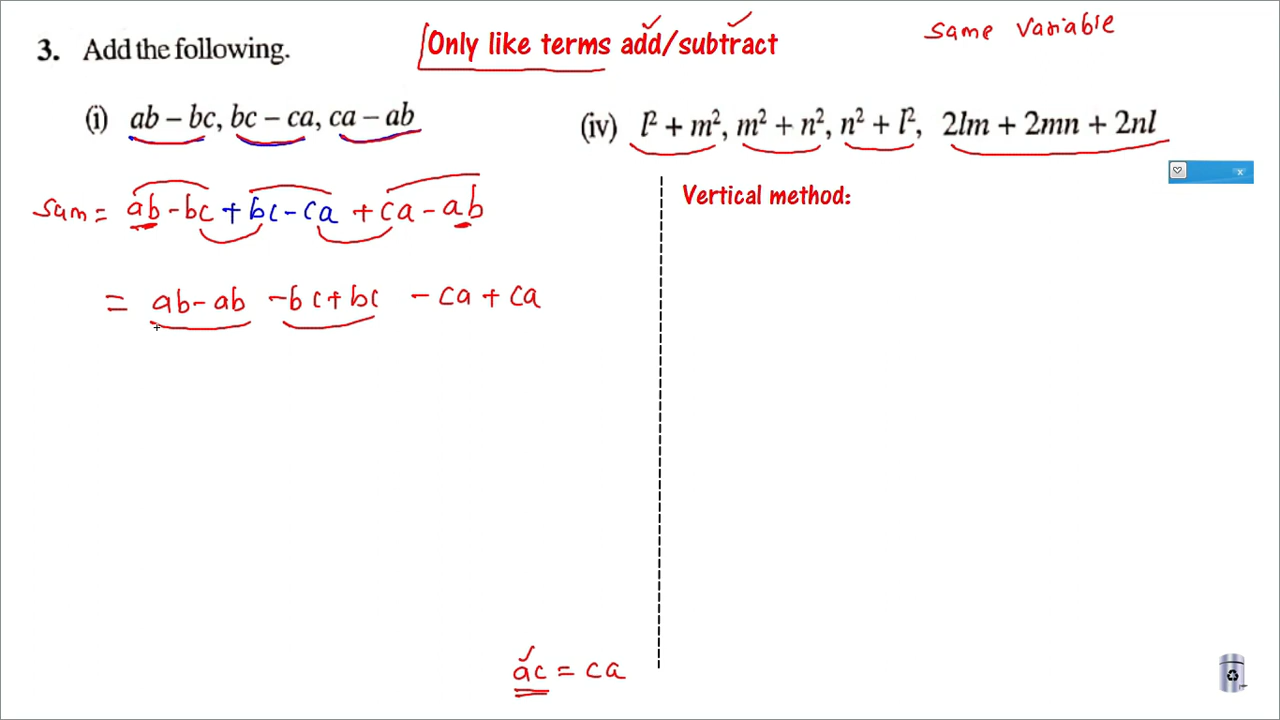 3. Add the following.
Only like terms add/subtract
Same Variable
(i) ab – bc, bc – ca, ca – ab
(iv) l² + m², m² + n², n² + l², 2lm + 2mn + 2nl
Sum = ab - bc + bc - ca + ca - ab
= ab - ab - bc + bc - ca + ca
Vertical method:
ac = ca